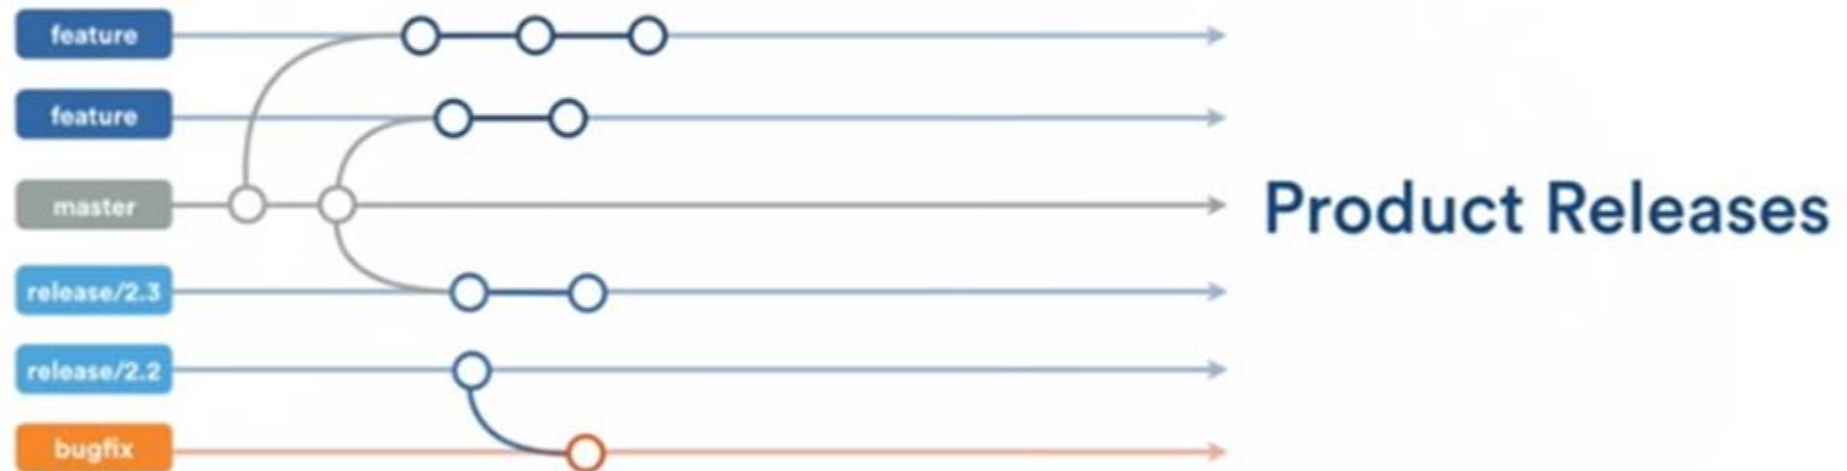 feature
feature
master
Product Releases
release/2.3
release/2.2
bugfix